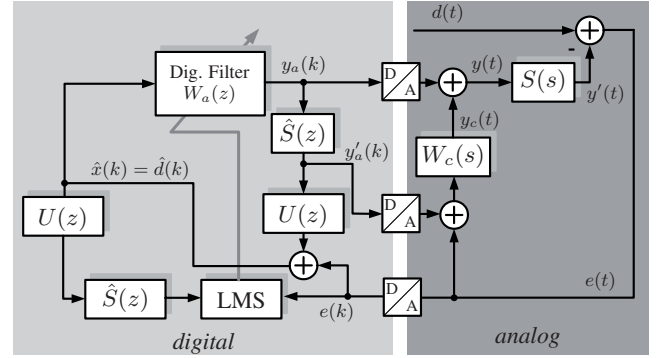 d(t)
Dig. Filter
W_a(z)
y_a(k)
D
A
y(t)
S(s)
y'(t)
-
Ŝ(z)
y_c(t)
x̂(k) = d̂(k)
y'_a(k)
W_c(s)
U(z)
U(z)
D
A
Ŝ(z)
LMS
e(k)
D
A
e(t)
digital
analog